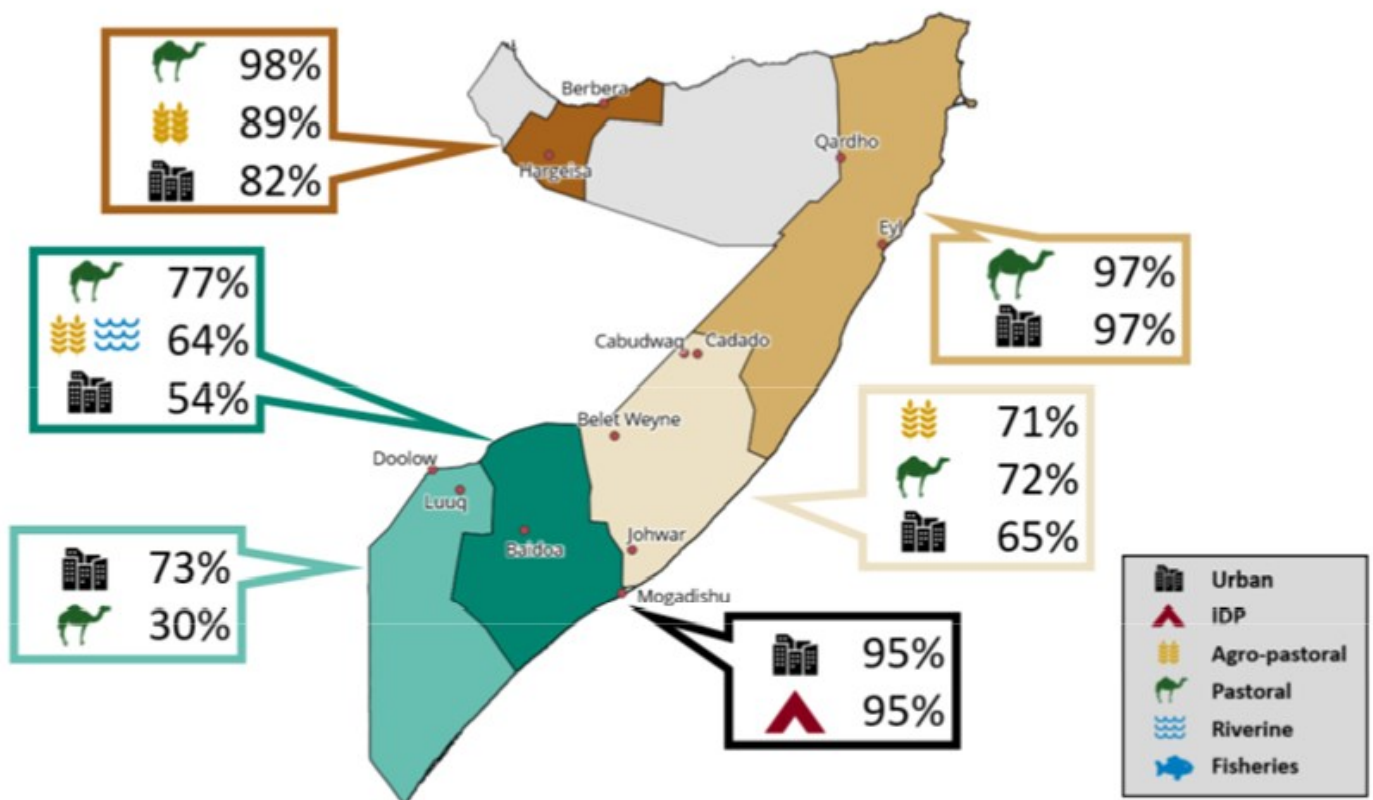 98%
89%
82%
Berbera
Hargeisa
Qardho
Eyl
97%
97%
77%
64%
54%
Cabudwaq
Cadado
Belet Weyne
71%
72%
65%
Doolow
Luuq
Baidoa
Johwar
Mogadishu
73%
30%
95%
95%
Urban
IDP
Agro-pastoral
Pastoral
Riverine
Fisheries